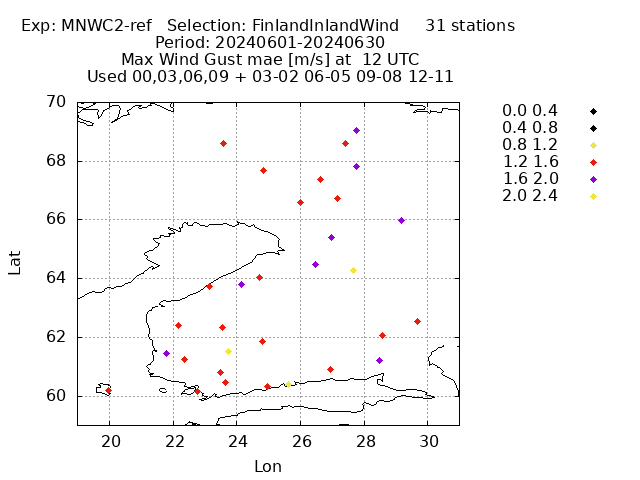 Exp: MNWC2-ref   Selection: FinlandInlandWind     31 stations
Period: 20240601-20240630
Max Wind Gust mae [m/s] at  12 UTC
Used 00,03,06,09 + 03-02 06-05 09-08 12-11
0.0 0.4
0.4 0.8
0.8 1.2
1.2 1.6
1.6 2.0
2.0 2.4
70
68
66
64
62
60
Lat
20 22 24 26 28 30
Lon